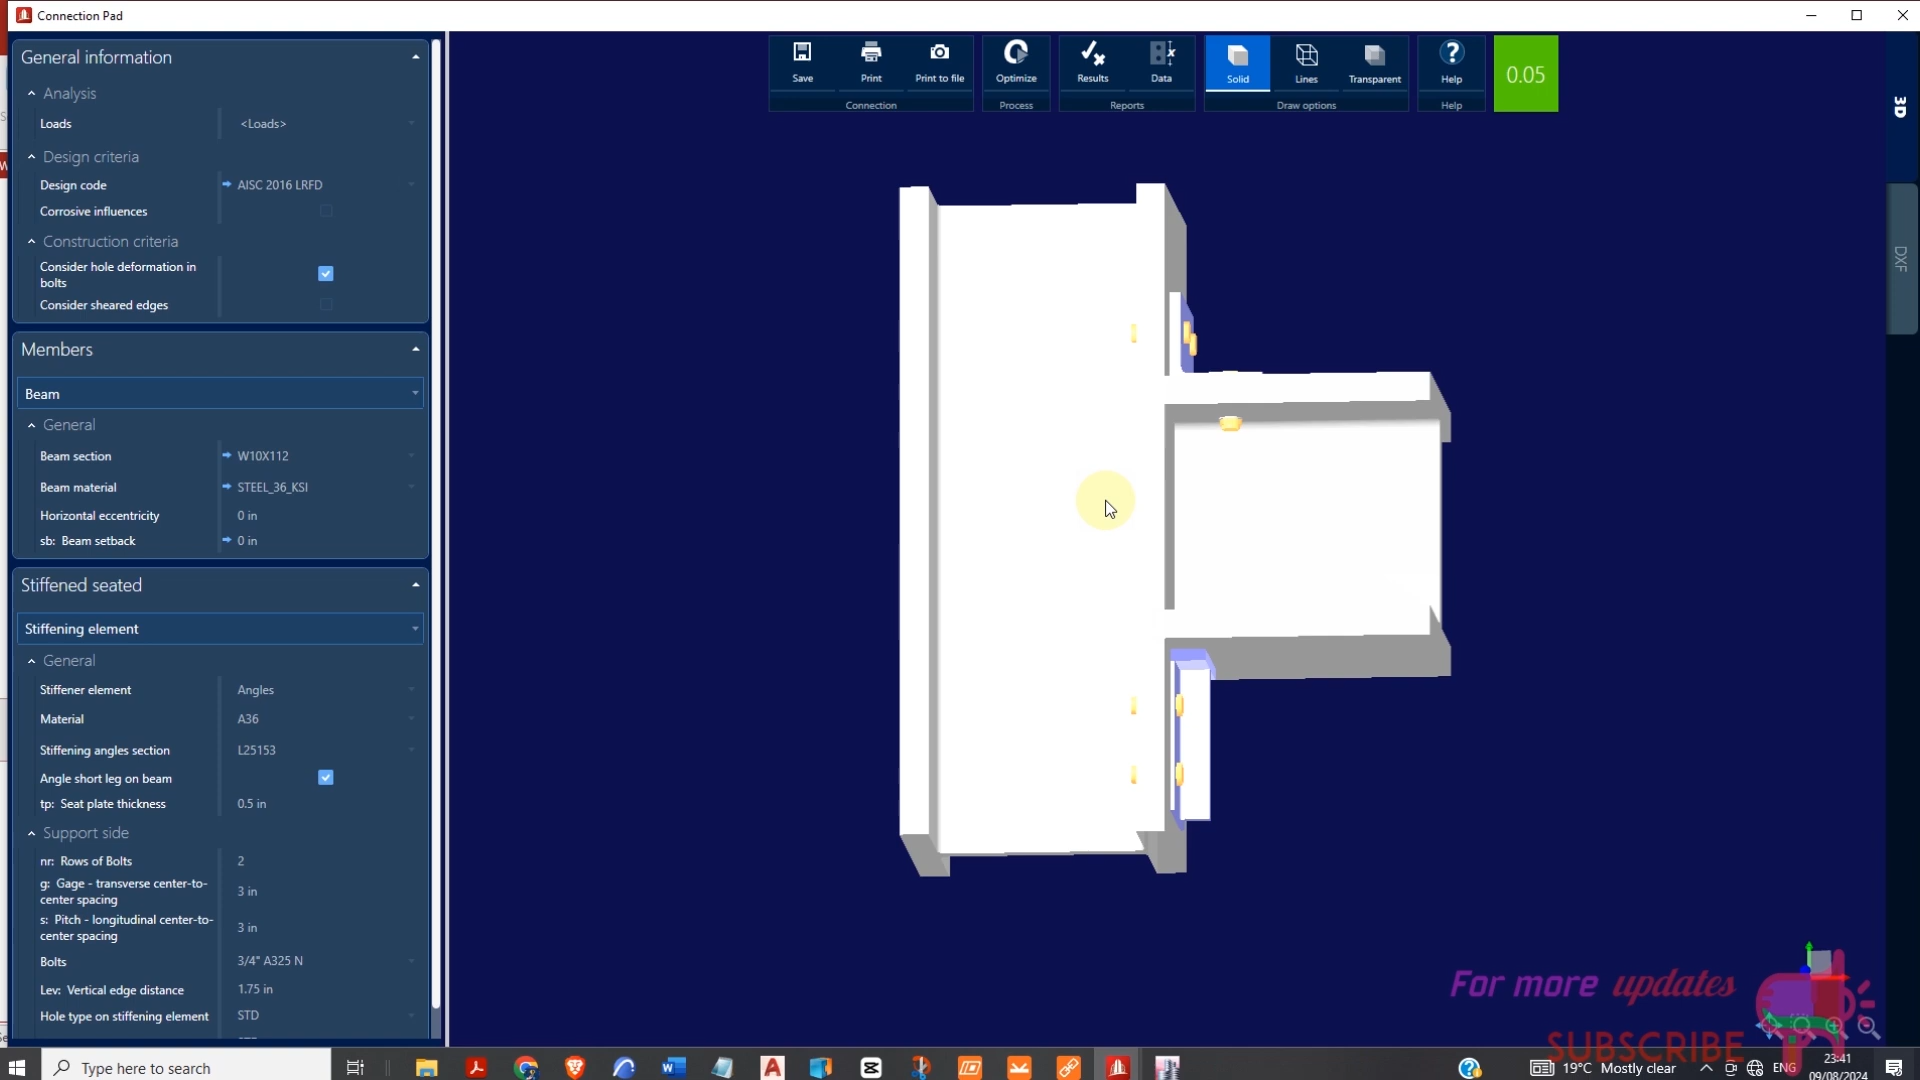 Connection Pad
General information
Analysis
Loads <Loads>
Design criteria
Design code AISC 2016 LRFD
Corrosive influences
Construction criteria
Consider hole deformation in
bolts
Consider sheared edges
Members
Beam
General
Beam section W10X112
Beam material STEEL_36_KSI
Horizontal eccentricity 0 in
sb: Beam setback 0 in
Stiffened seated
Stiffening element
General
Stiffener element Angles
Material A36
Stiffening angles section L25153
Angle short leg on beam
tp: Seat plate thickness 0.5 in
Support side
nr: Rows of Bolts 2
g: Gage - transverse center-to-
center spacing 3 in
s: Pitch - longitudinal center-to-
center spacing 3 in
Bolts 3/4" A325 N
Lev: Vertical edge distance 1.75 in
Hole type on stiffening element STD
Save Print Print to file Optimize Results Data Solid Lines Transparent Help
Connection Process Reports Draw options Help
0.05
3D
DXF
For more updates
SUBSCRIBE
Type here to search
19°C Mostly clear
ENG
23:41
09/08/2024